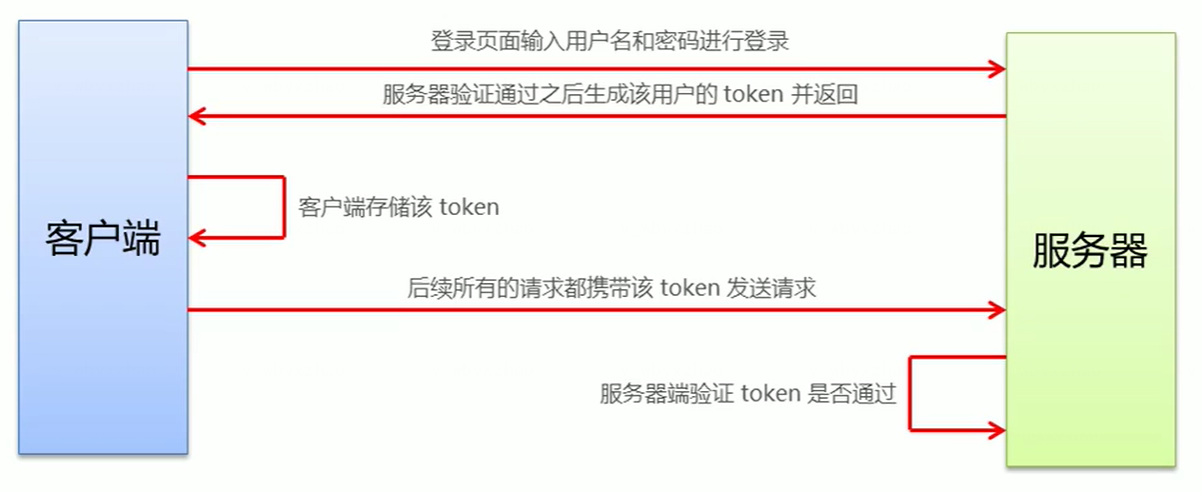 登录页面输入用户名和密码进行登录
服务器验证通过之后生成该用户的 token 并返回
客户端存储该 token
客户端
服务器
后续所有的请求都携带该 token 发送请求
服务器端验证 token 是否通过